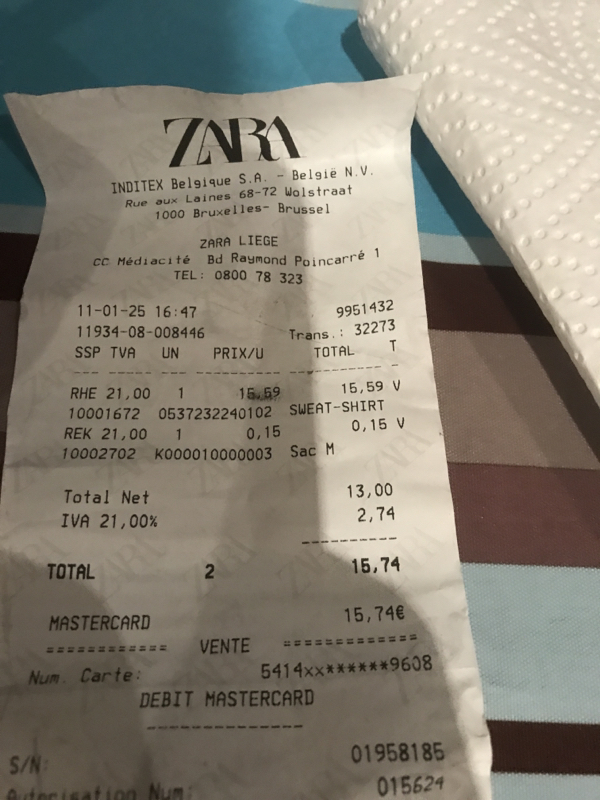 ZARA
INDITEX Belgique S.A. - België N.V.
Rue aux Laines 68-72 Wolstraat
1000 Bruxelles- Brussel
ZARA LIEGE
CC Médiacité Bd Raymond Poincarré 1
TEL: 0800 78 323
11-01-25 16:47 9951432
11934-08-008446 Trans.: 32273
SSP TVA UN PRIX/U TOTAL T
RHE 21,00 1 15,59 15,59 V
10001672 0537232240102 SWEAT-SHIRT
REK 21,00 1 0,15 0,15 V
10002702 K000010000003 Sac M
Total Net 13,00
IVA 21,00% 2,74
TOTAL 2 15,74
MASTERCARD 15,74€
============ VENTE =============
Num. Carte: 5414xx******9608
DEBIT MASTERCARD
S/N: 01958185
Autorisation Num: 015624